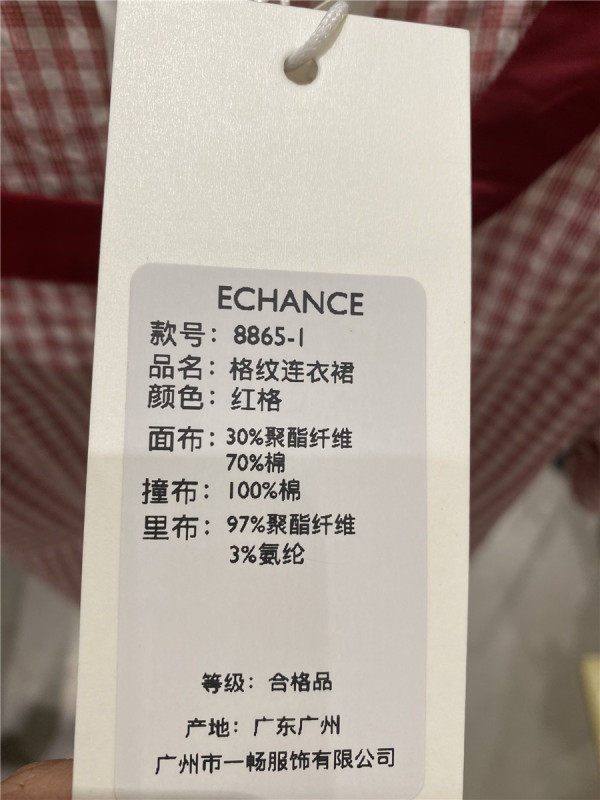 ECHANCE
款号：8865-1
品名：格纹连衣裙
颜色：红格
面布：30%聚酯纤维
70%棉
撞布：100%棉
里布：97%聚酯纤维
3%氨纶
等级：合格品
产地：广东广州
广州市一畅服饰有限公司